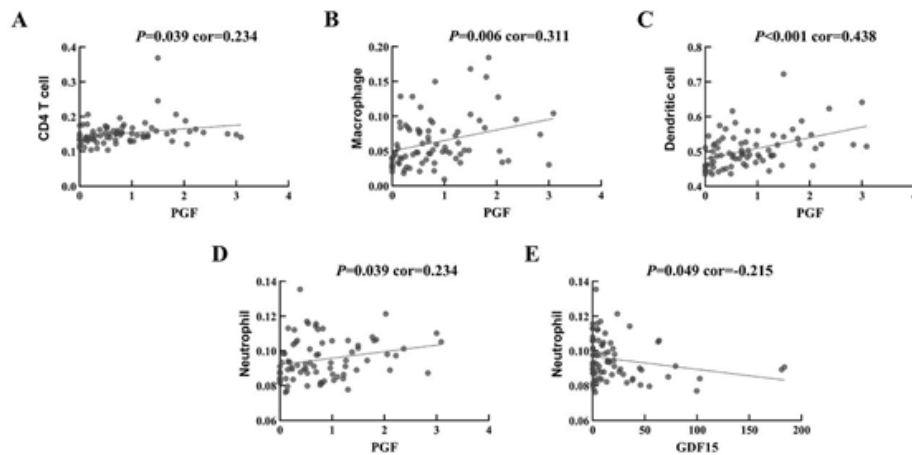 A
P=0.039 cor=0.234
CD4 T cell
0.4
0.3
0.2
0.1
0.0
0 1 2 3 4
PGF
B
P=0.006 cor=0.311
Macrophage
0.20
0.15
0.10
0.05
0.00
0 1 2 3 4
PGF
C
P<0.001 cor=0.438
Dendritic cell
0.8
0.7
0.6
0.5
0.4
0 1 2 3 4
PGF
D
P=0.039 cor=0.234
Neutrophil
0.14
0.12
0.10
0.08
0.06
0 1 2 3 4
PGF
E
P=0.049 cor=-0.215
Neutrophil
0.14
0.12
0.10
0.08
0.06
0 50 100 150 200
GDF15